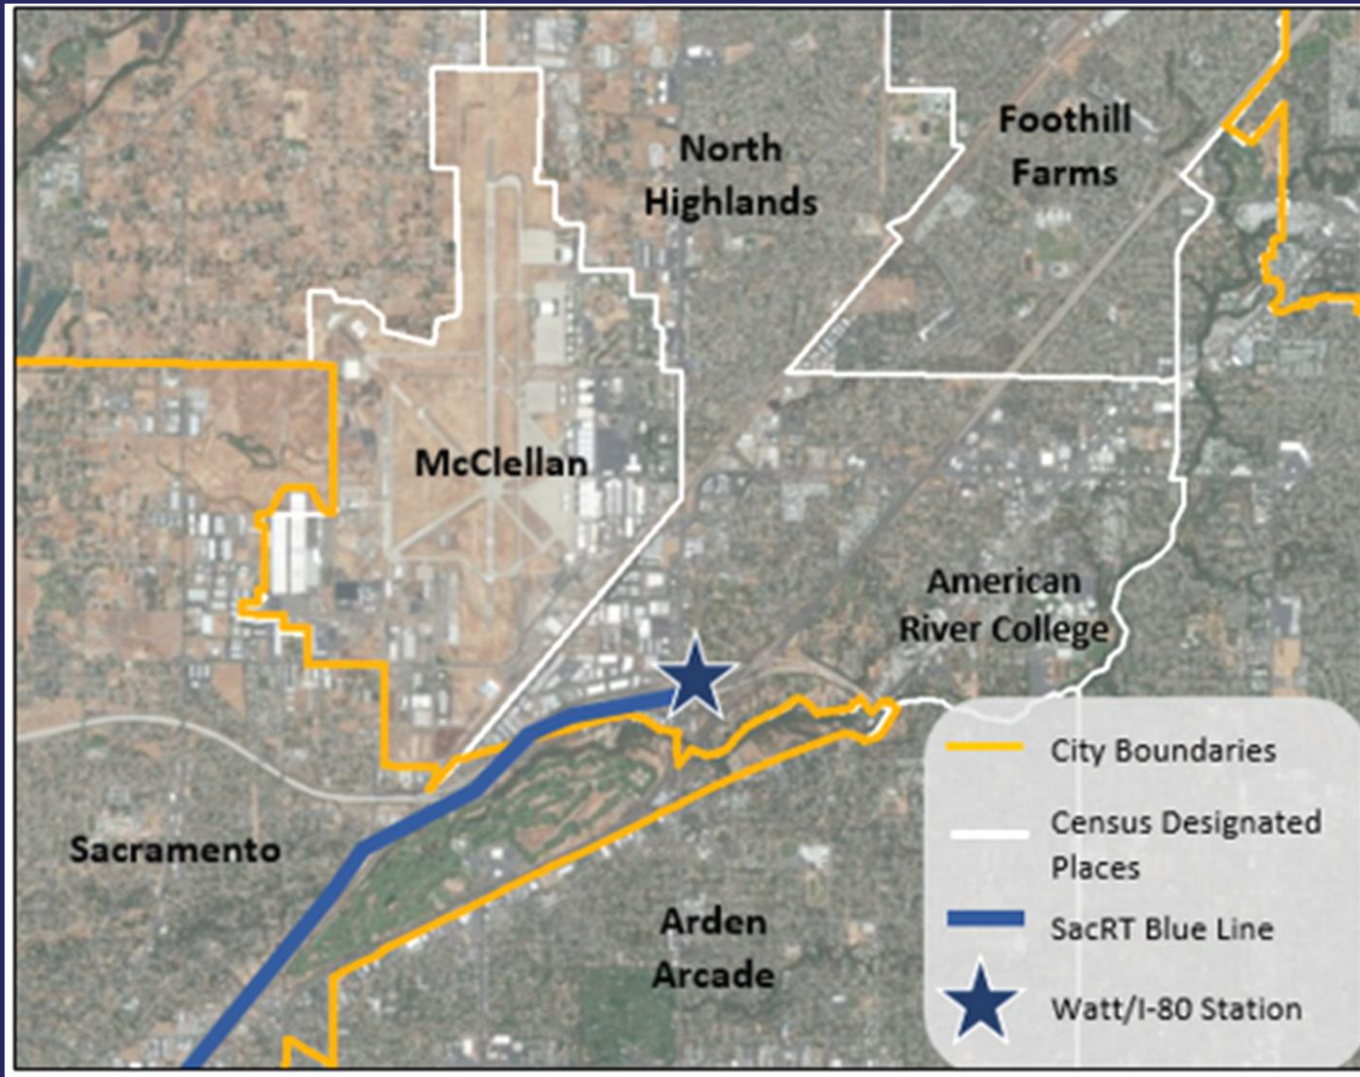 North
Highlands
Foothill
Farms
McClellan
American
River College
Sacramento
Arden
Arcade
City Boundaries
Census Designated
Places
SacRT Blue Line
Watt/I-80 Station